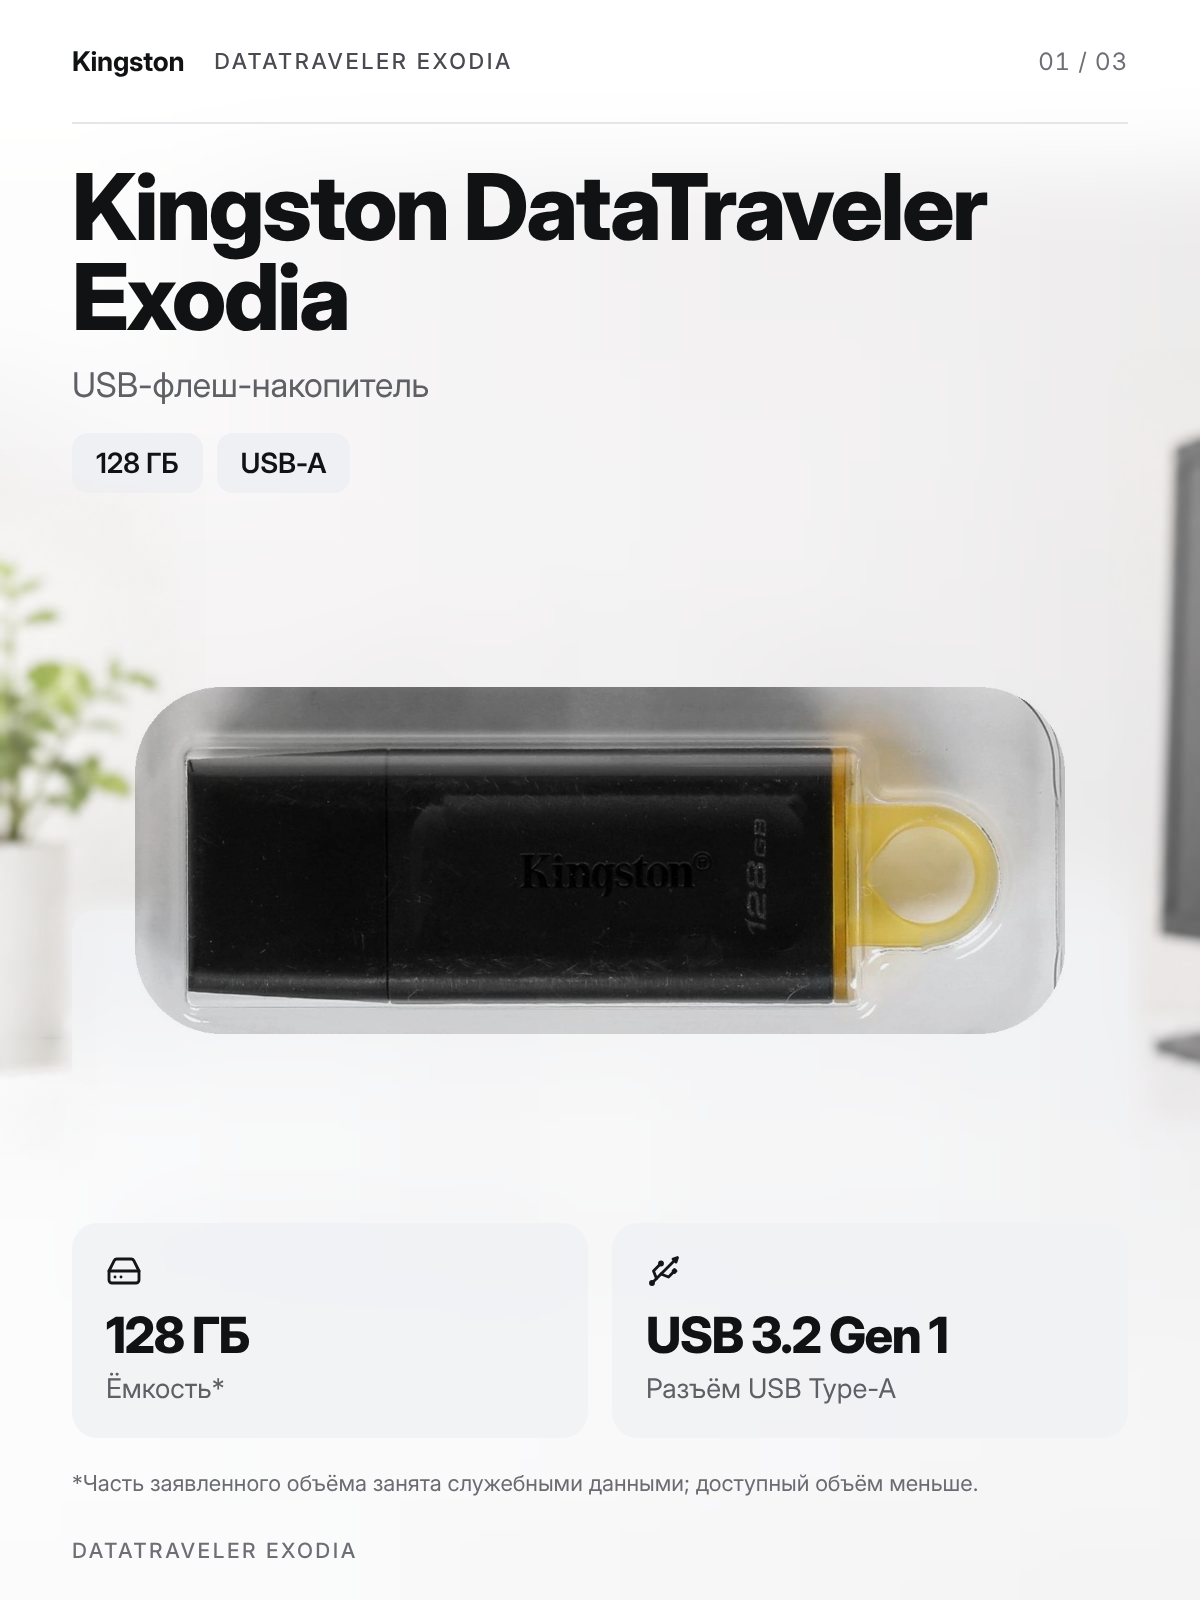 Kingston DATATRAVELER EXODIA 01 / 03
Kingston DataTraveler
Exodia
USB-флеш-накопитель
128 ГБ USB-A
Kingston®
128GB
128 ГБ
Ёмкость*
USB 3.2 Gen 1
Разъём USB Type-A
*Часть заявленного объёма занята служебными данными; доступный объём меньше.
DATATRAVELER EXODIA